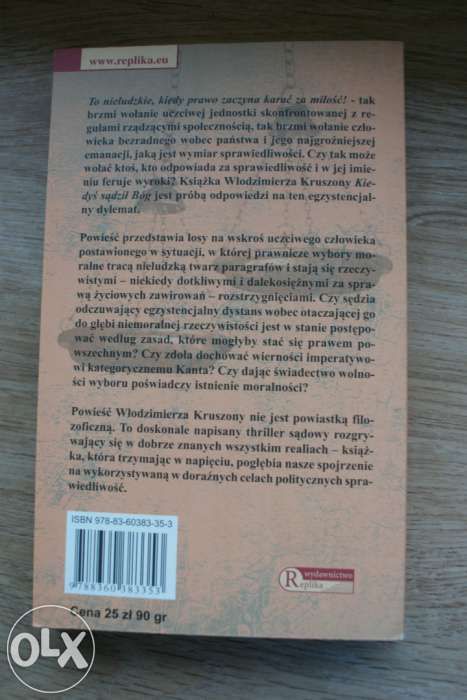 www.replika.eu
To nieludzkie, kiedy prawo zaczyna karać za miłość! - tak
brzmi wołanie uczciwej jednostki skonfrontowanej z re-
gułami rządzącymi społecznością, tak brzmi wołanie czło-
wieka bezradnego wobec państwa i jego najgroźniejszej
emanacji, jaką jest wymiar sprawiedliwości. Czy tak może
wołać ktoś, kto odpowiada za sprawiedliwość i w jej imie-
niu feruje wyroki? Książka Włodzimierza Kruszony Kie-
dyś sądził Bóg jest próbą odpowiedzi na ten egzystencjal-
ny dylemat.
Powieść przedstawia losy na wskroś uczciwego człowieka
postawionego w sytuacji, w której prawnicze wybory mo-
ralne tracą nieludzką twarz paragrafów i stają się rzeczy-
wistymi – niekiedy dotkliwymi i dalekosiężnymi za spra-
wą życiowych zawirowań – rozstrzygnięciami. Czy sędzia
odczuwający egzystencjalny dystans wobec otaczającej go
do głębi niemoralnej rzeczywistości jest w stanie postępo-
wać według zasad, które mogłyby stać się prawem po-
wszechnym? Czy zdoła dochować wierności imperatywo-
wi kategorycznemu Kanta? Czy dając świadectwo wolno-
ści wyboru poświadczy istnienie moralności?
Powieść Włodzimierza Kruszony nie jest powiastką filo-
zoficzną. To doskonale napisany thriller sądowy rozgry-
wający się w dobrze znanych wszystkim realiach – książ-
ka, która trzymając w napięciu, pogłębia nasze spojrzenie
na wykorzystywaną w doraźnych celach politycznych spra-
wiedliwość.
ISBN 978-83-60383-35-3
9788360383353
wydawnictwo
Replika
Cena 25 zł 90 gr
OLX